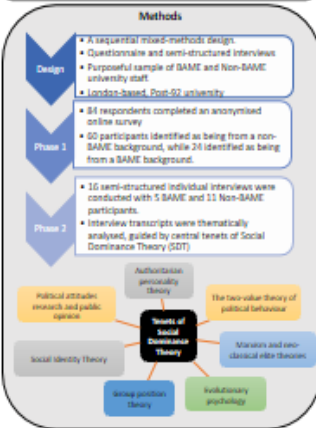 Methods
Design
• A sequential mixed-methods design.
• Questionnaire and semi-structured interviews
• Purposeful sample of BAME and Non-BAME
university staff
• London-based, Post-92 university
Phase 1
• 84 respondents completed an anonymised
online survey
• 60 participants identified as being from a non-
BAME background, while 24 identified as being
from a BAME background.
Phase 2
• 16 semi-structured individual interviews were
conducted with 5 BAME and 11 Non-BAME
participants.
• Interview transcripts were thematically
analysed, guided by central tenets of Social
Dominance Theory (SDT)
Authoritarian
personality
theory
Political attitudes
research and public
opinion
The two-value theory of
political behaviour
Tenets of
Social
Dominance
Theory
Social Identity Theory
Marxism and neo-
classical elite theories
Group position
theory
Evolutionary
psychology